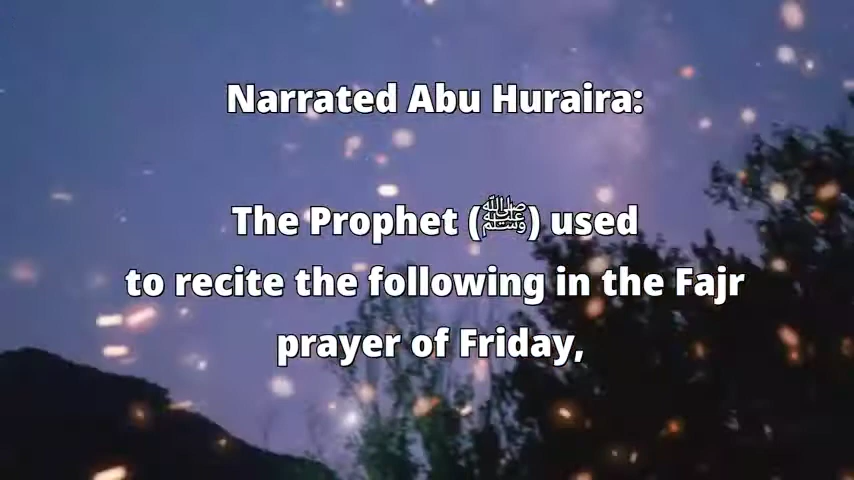 Narrated Abu Huraira:
The Prophet (ﷺ) used
to recite the following in the Fajr
prayer of Friday,